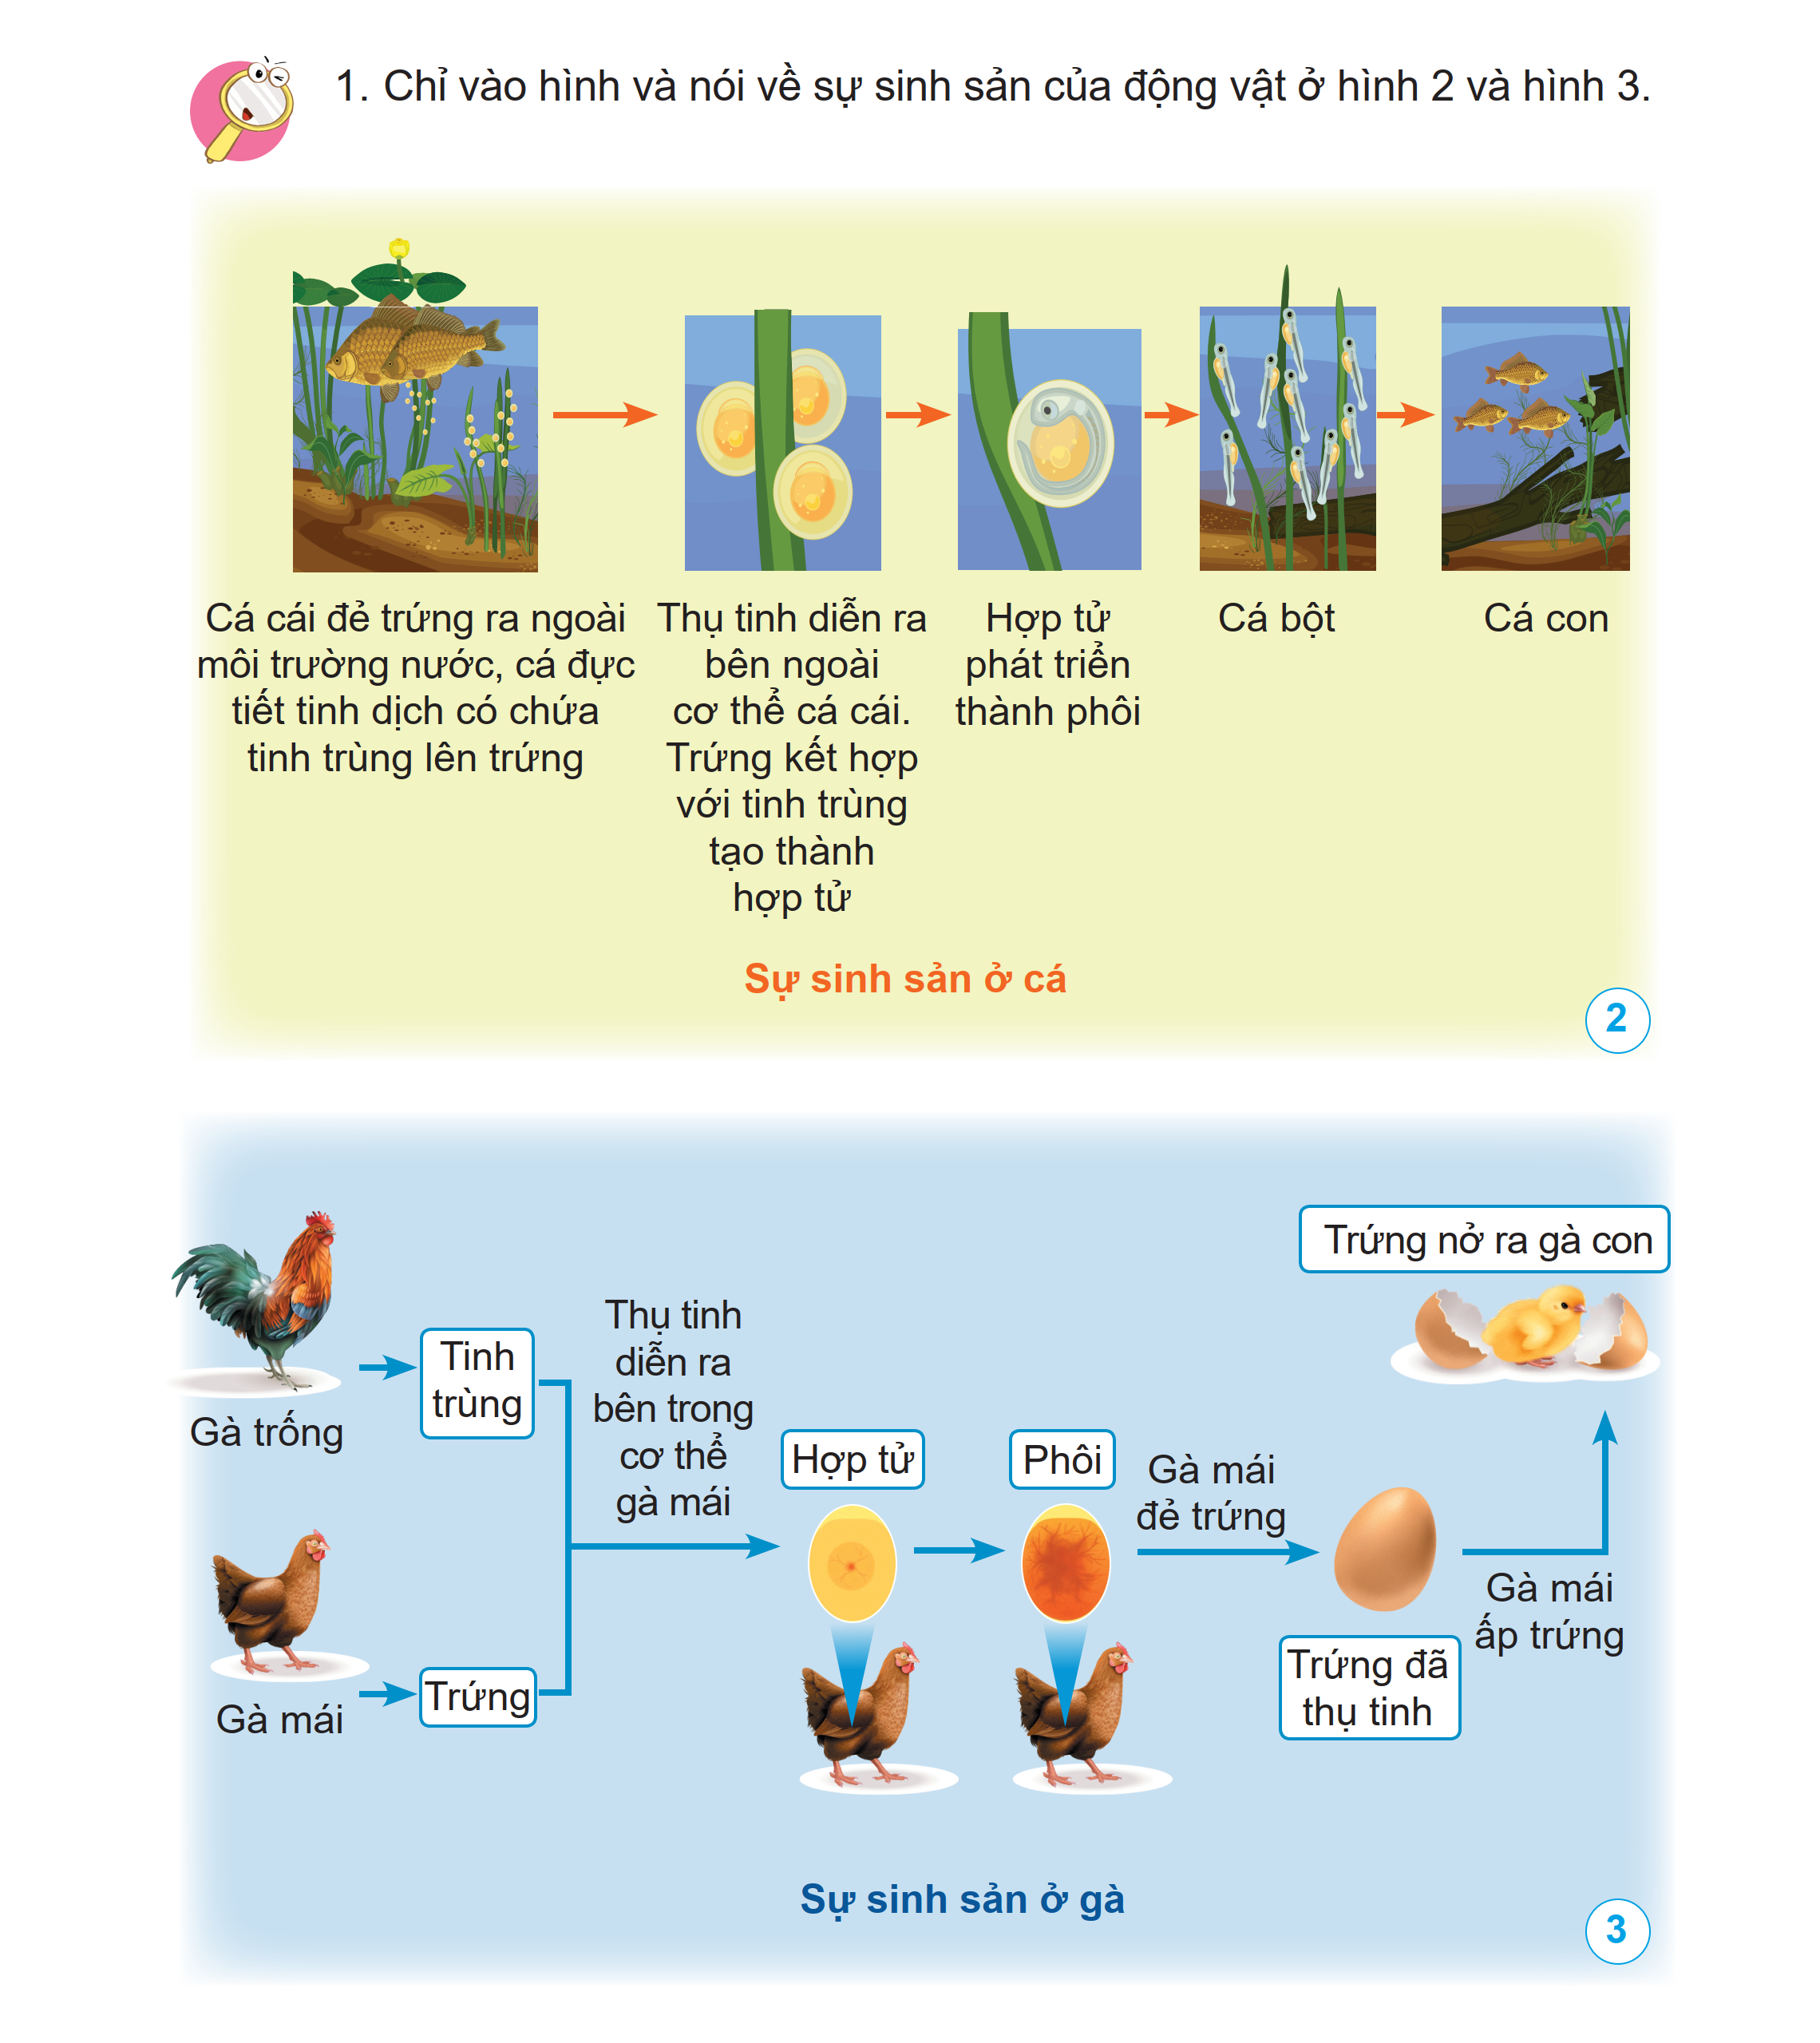 1. Chỉ vào hình và nói về sự sinh sản của động vật ở hình 2 và hình 3.
Cá cái đẻ trứng ra ngoài
môi trường nước, cá đực
tiết tinh dịch có chứa
tinh trùng lên trứng
Thụ tinh diễn ra
bên ngoài
cơ thể cá cái.
Trứng kết hợp
với tinh trùng
tạo thành
hợp tử
Hợp tử
phát triển
thành phôi
Cá bột
Cá con
Sự sinh sản ở cá
2
Gà trống
Tinh
trùng
Gà mái
Trứng
Thụ tinh
diễn ra
bên trong
cơ thể
gà mái
Hợp tử
Phôi
Gà mái
đẻ trứng
Trứng đã
thụ tinh
Gà mái
ấp trứng
Trứng nở ra gà con
Sự sinh sản ở gà
3